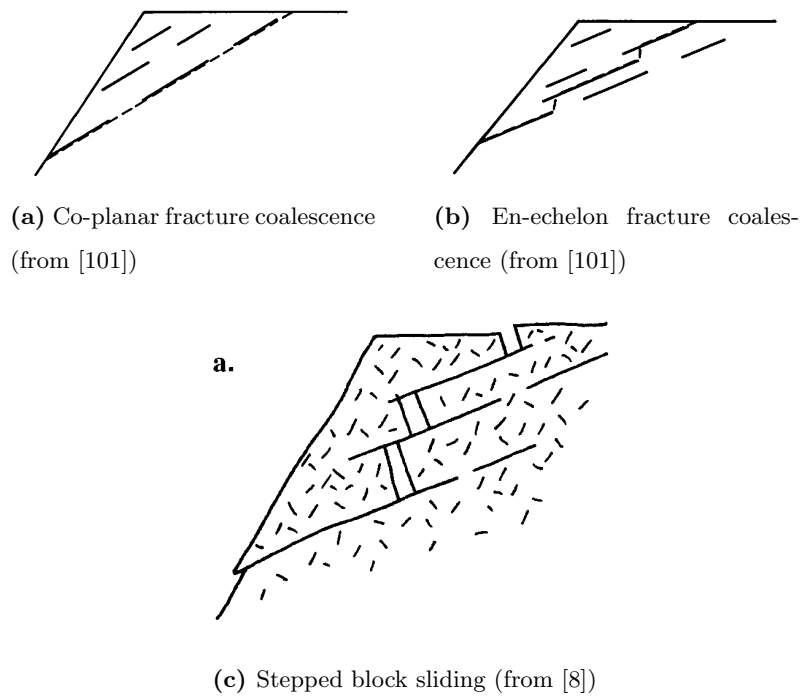 (a) Co-planar fracture coalescence
(from [101])
(b) En-echelon fracture coales-
cence (from [101])
a.
(c) Stepped block sliding (from [8])